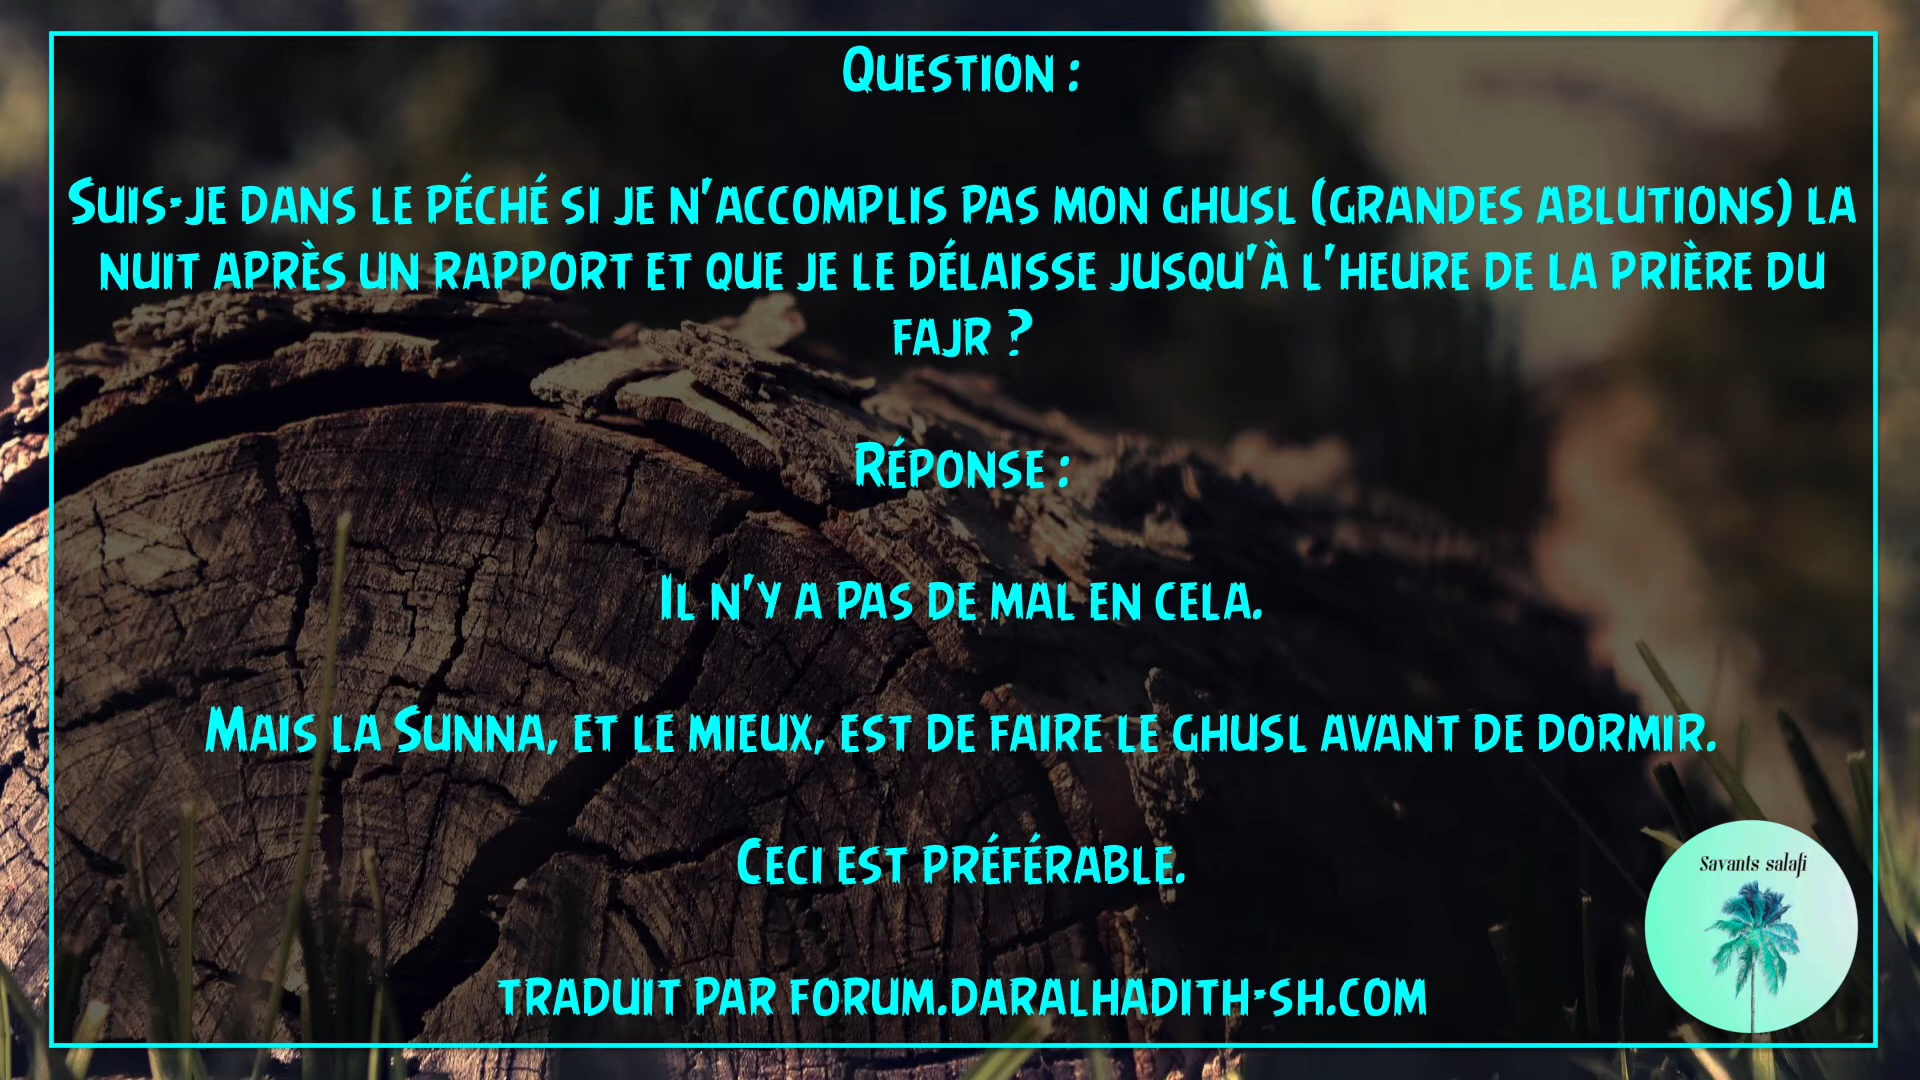 Question :
Suis-je dans le péché si je n'accomplis pas mon ghusl (grandes ablutions) la
nuit après un rapport et que je le délaisse jusqu'à l'heure de la prière du
fajr ?
Réponse :
Il n'y a pas de mal en cela.
Mais la Sunna, et le mieux, est de faire le ghusl avant de dormir.
Ceci est préférable.
traduit par forum.daralhadith-sh.com
Savants salafi